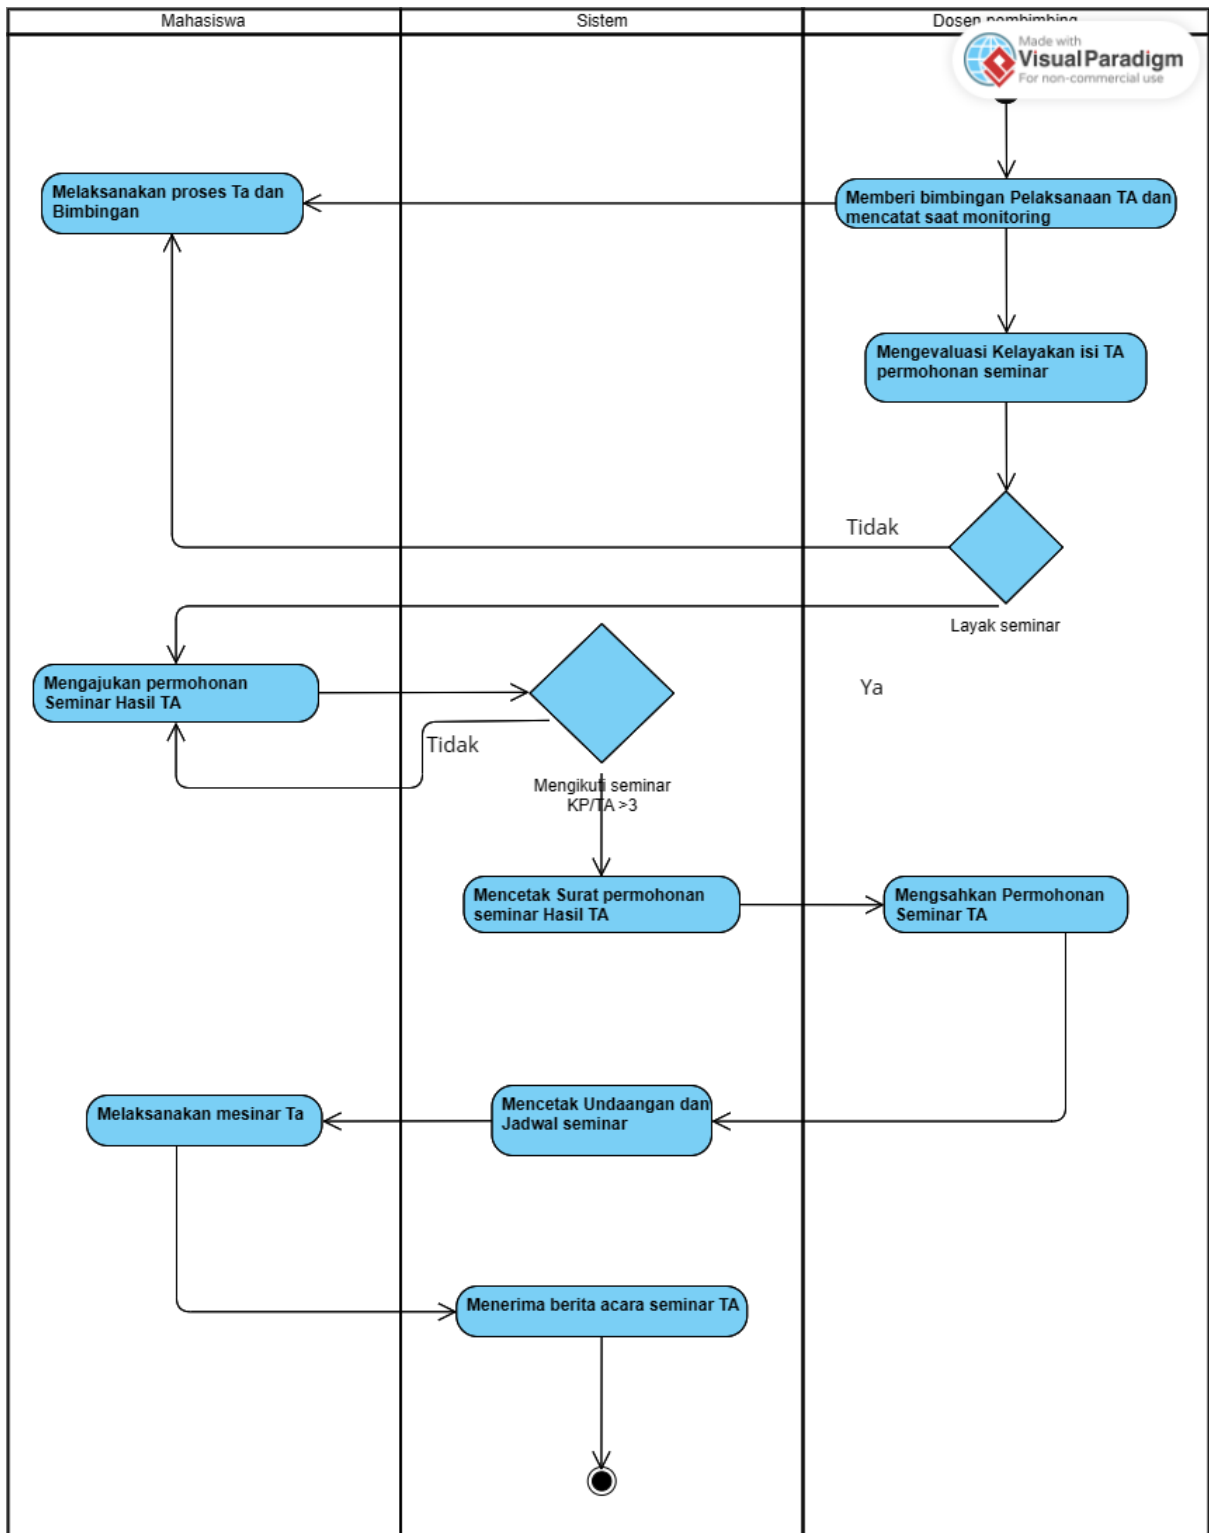 Mahasiswa
Sistem
Dosen pembimbing
Made with
Visual Paradigm
For non-commercial use
Melaksanakan proses Ta dan
Bimbingan
Memberi bimbingan Pelaksanaan TA dan
mencatat saat monitoring
Mengevaluasi Kelayakan isi TA
permohonan seminar
Tidak
Layak seminar
Mengajukan permohonan
Seminar Hasil TA
Ya
Tidak
Mengikuti seminar
KP/TA >3
Mencetak Surat permohonan
seminar Hasil TA
Mengsahkan Permohonan
Seminar TA
Melaksanakan mesinar Ta
Mencetak Undaangan dan
Jadwal seminar
Menerima berita acara seminar TA